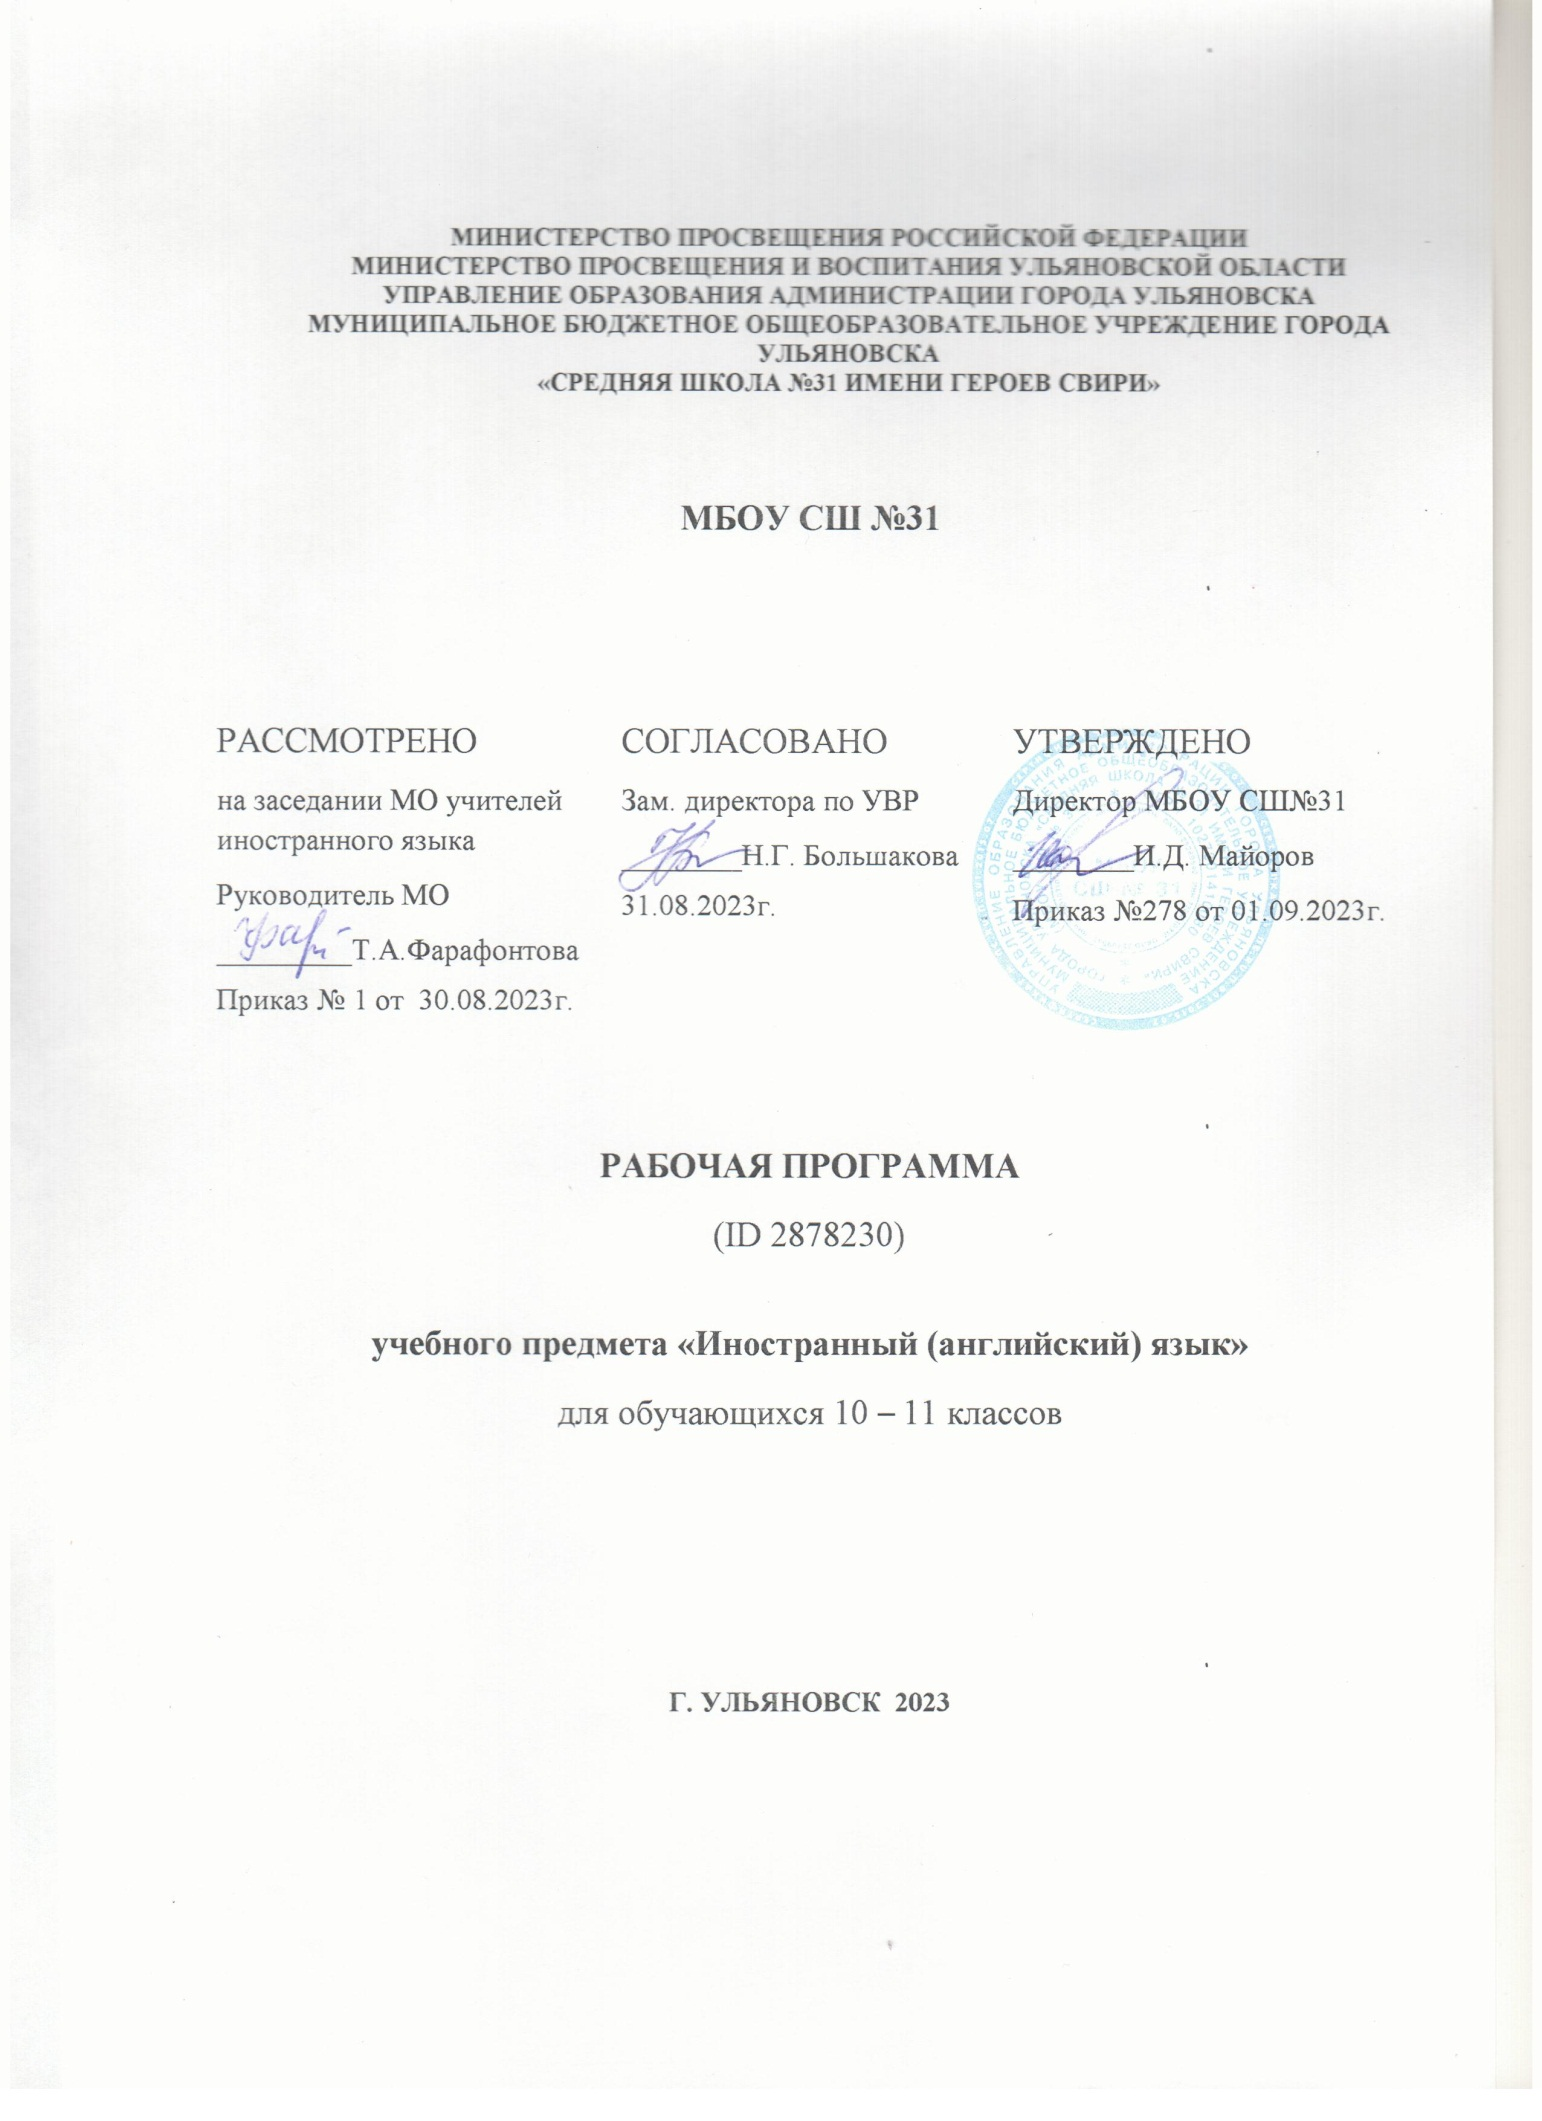 МИНИСТЕРСТВО ПРОСВЕЩЕНИЯ РОССИЙСКОЙ ФЕДЕРАЦИИ
МИНИСТЕРСТВО ПРОСВЕЩЕНИЯ И ВОСПИТАНИЯ УЛЬЯНОВСКОЙ ОБЛАСТИ
УПРАВЛЕНИЕ ОБРАЗОВАНИЯ АДМИНИСТРАЦИИ ГОРОДА УЛЬЯНОВСКА
МУНИЦИПАЛЬНОЕ БЮДЖЕТНОЕ ОБЩЕОБРАЗОВАТЕЛЬНОЕ УЧРЕЖДЕНИЕ ГОРОДА
УЛЬЯНОВСКА
«СРЕДНЯЯ ШКОЛА №31 ИМЕНИ ГЕРОЕВ СВИРИ»
МБОУ СШ №31
РАССМОТРЕНО
на заседании МО учителей
иностранного языка
Руководитель МО
__________Т.А.Фарафонтова
Приказ № 1 от 30.08.2023г.
СОГЛАСОВАНО
Зам. директора по УВР
_________Н.Г. Большакова
31.08.2023г.
УТВЕРЖДЕНО
Директор МБОУ СШ№31
_________И.Д. Майоров
Приказ №278 от 01.09.2023г.
РАБОЧАЯ ПРОГРАММА
(ID 2878230)
учебного предмета «Иностранный (английский) язык»
для обучающихся 10 – 11 классов
Г. УЛЬЯНОВСК 2023